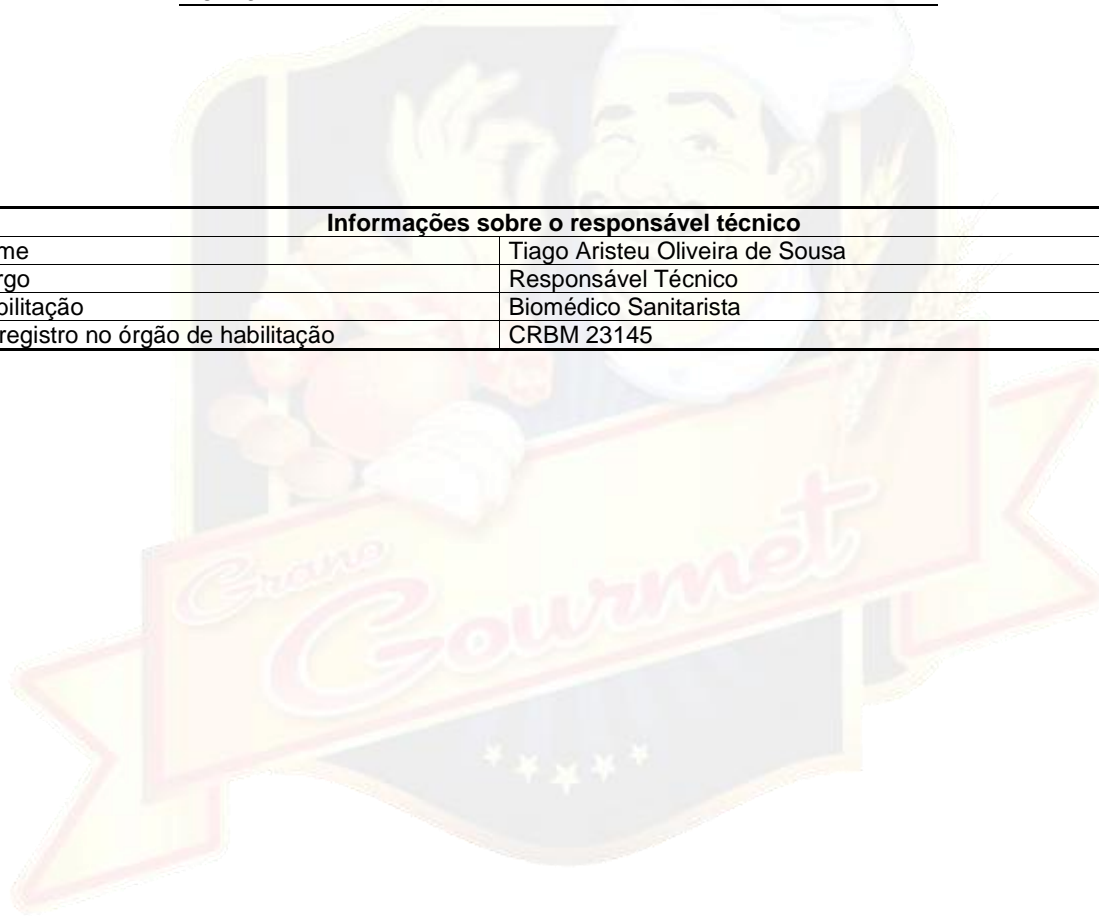 Informações sobre o responsável técnico
me Tiago Aristeu Oliveira de Sousa
rgo Responsável Técnico
bilitação Biomédico Sanitarista
registro no órgão de habilitação CRBM 23145
Grano
Gourmet